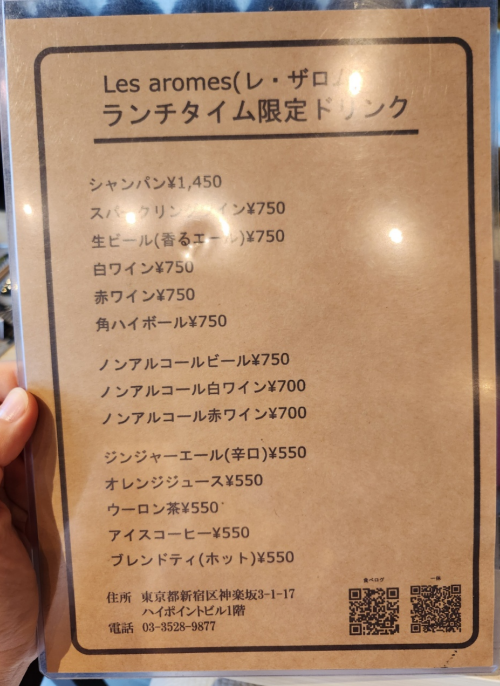 Les aromes(レ・ザロム)
ランチタイム限定ドリンク
シャンパン¥1,450
スパークリングワイン¥750
生ビール(香るエール)¥750
白ワイン¥750
赤ワイン¥750
角ハイボール¥750
ノンアルコールビール¥750
ノンアルコール白ワイン¥700
ノンアルコール赤ワイン¥700
ジンジャーエール(辛口)¥550
オレンジジュース¥550
ウーロン茶¥550
アイスコーヒー¥550
ブレンドティ(ホット)¥550
食べログ 一休
住所 東京都新宿区神楽坂3-1-17
ハイポイントビル1階
電話 03-3528-9877